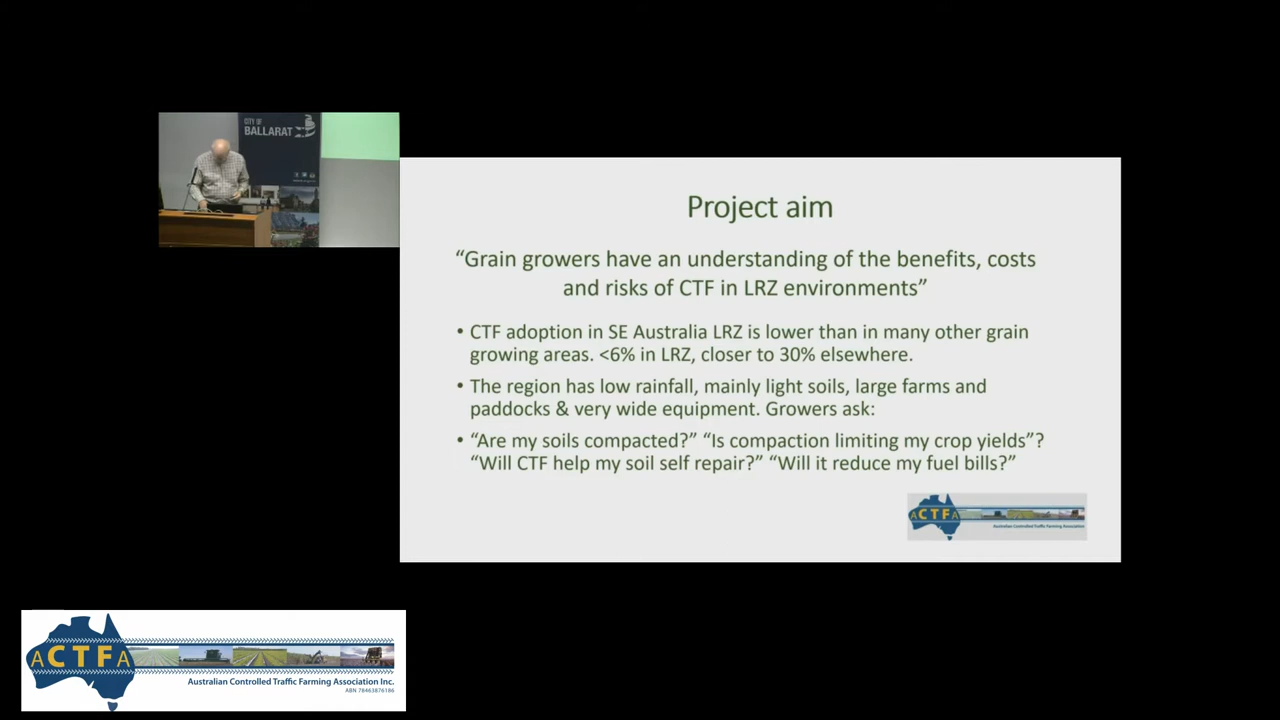 CITY OF
BALLARAT
Project aim
“Grain growers have an understanding of the benefits, costs
and risks of CTF in LRZ environments”
• CTF adoption in SE Australia LRZ is lower than in many other grain
growing areas. <6% in LRZ, closer to 30% elsewhere.
• The region has low rainfall, mainly light soils, large farms and
paddocks & very wide equipment. Growers ask:
• “Are my soils compacted?” “Is compaction limiting my crop yields”?
“Will CTF help my soil self repair?” “Will it reduce my fuel bills?”
ACTFA
Australian Controlled Traffic Farming Association
ACTFA
Australian Controlled Traffic Farming Association Inc.
ABN 78463876186